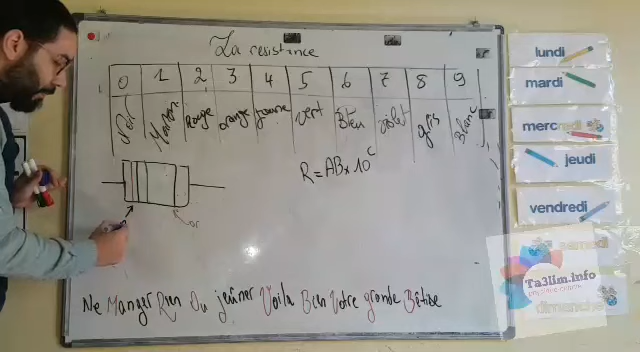 La resistance
0 1 2 3 4 5 6 7 8 9
Noir Marron Rouge orange Jaune vert Bleu violet gris Blanc
R = AB x 10^C
or
Ne Manger Rien Ou jeûner Voila Bien Votre grande Bêtise
lundi
mardi
mercredi
jeudi
vendredi
samedi
dimanche
Ta3lim.info